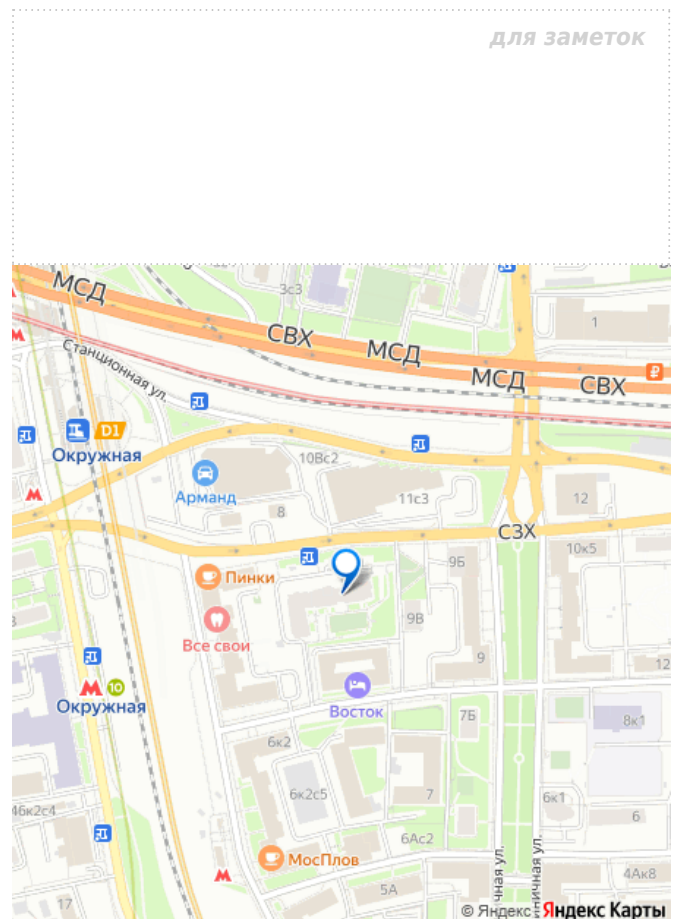 для заметок
3с3
МСД
1
СВХ
МСД
МСД
СВХ
Станционная ул.
D1
Окружная
10Вс2
Арманд
11с3
12
8
СЗХ
10к5
9Б
Пинки
9В
Все свои
9
12
10
Окружная
Восток
7Б
8к1
6к2
6к2с5
7
6к1
6
46к2с4
6Ас2
МосПлов
4Ак8
5А
17
© Яндекс
Яндекс Карты